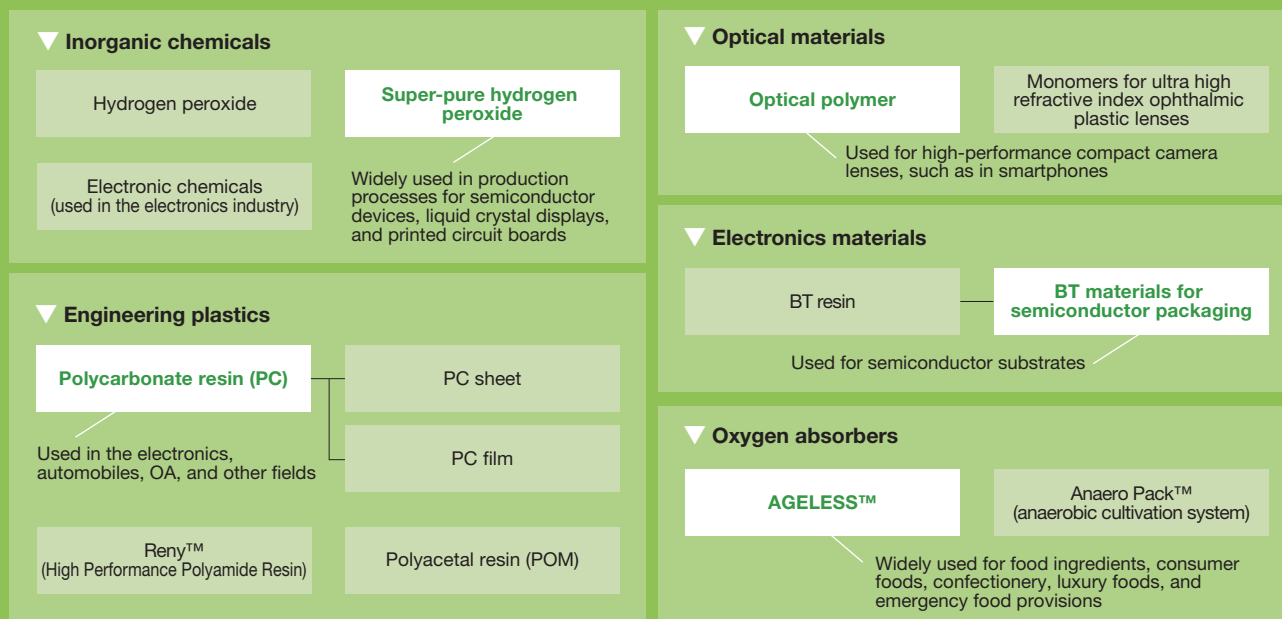 Inorganic chemicals
Hydrogen peroxide
Super-pure hydrogen
peroxide
Electronic chemicals
(used in the electronics industry)
Widely used in production
processes for semiconductor
devices, liquid crystal displays,
and printed circuit boards
Engineering plastics
Polycarbonate resin (PC)
PC sheet
PC film
Used in the electronics,
automobiles, OA, and other fields
Reny™
(High Performance Polyamide Resin)
Polyacetal resin (POM)
Optical materials
Optical polymer
Monomers for ultra high
refractive index ophthalmic
plastic lenses
Used for high-performance compact camera
lenses, such as in smartphones
Electronics materials
BT resin
BT materials for
semiconductor packaging
Used for semiconductor substrates
Oxygen absorbers
AGELESS™
Anaero Pack™
(anaerobic cultivation system)
Widely used for food ingredients, consumer
foods, confectionery, luxury foods, and
emergency food provisions